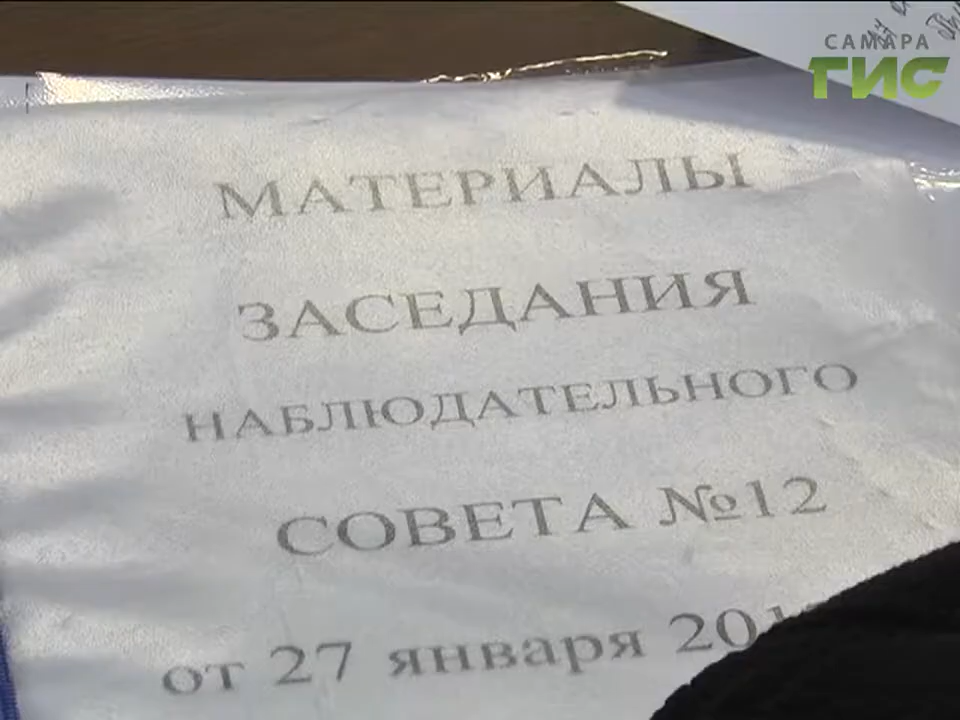 САМАРА
ГИС
МАТЕРИАЛЫ
ЗАСЕДАНИЯ
НАБЛЮДАТЕЛЬНОГО
СОВЕТА №12
от 27 января